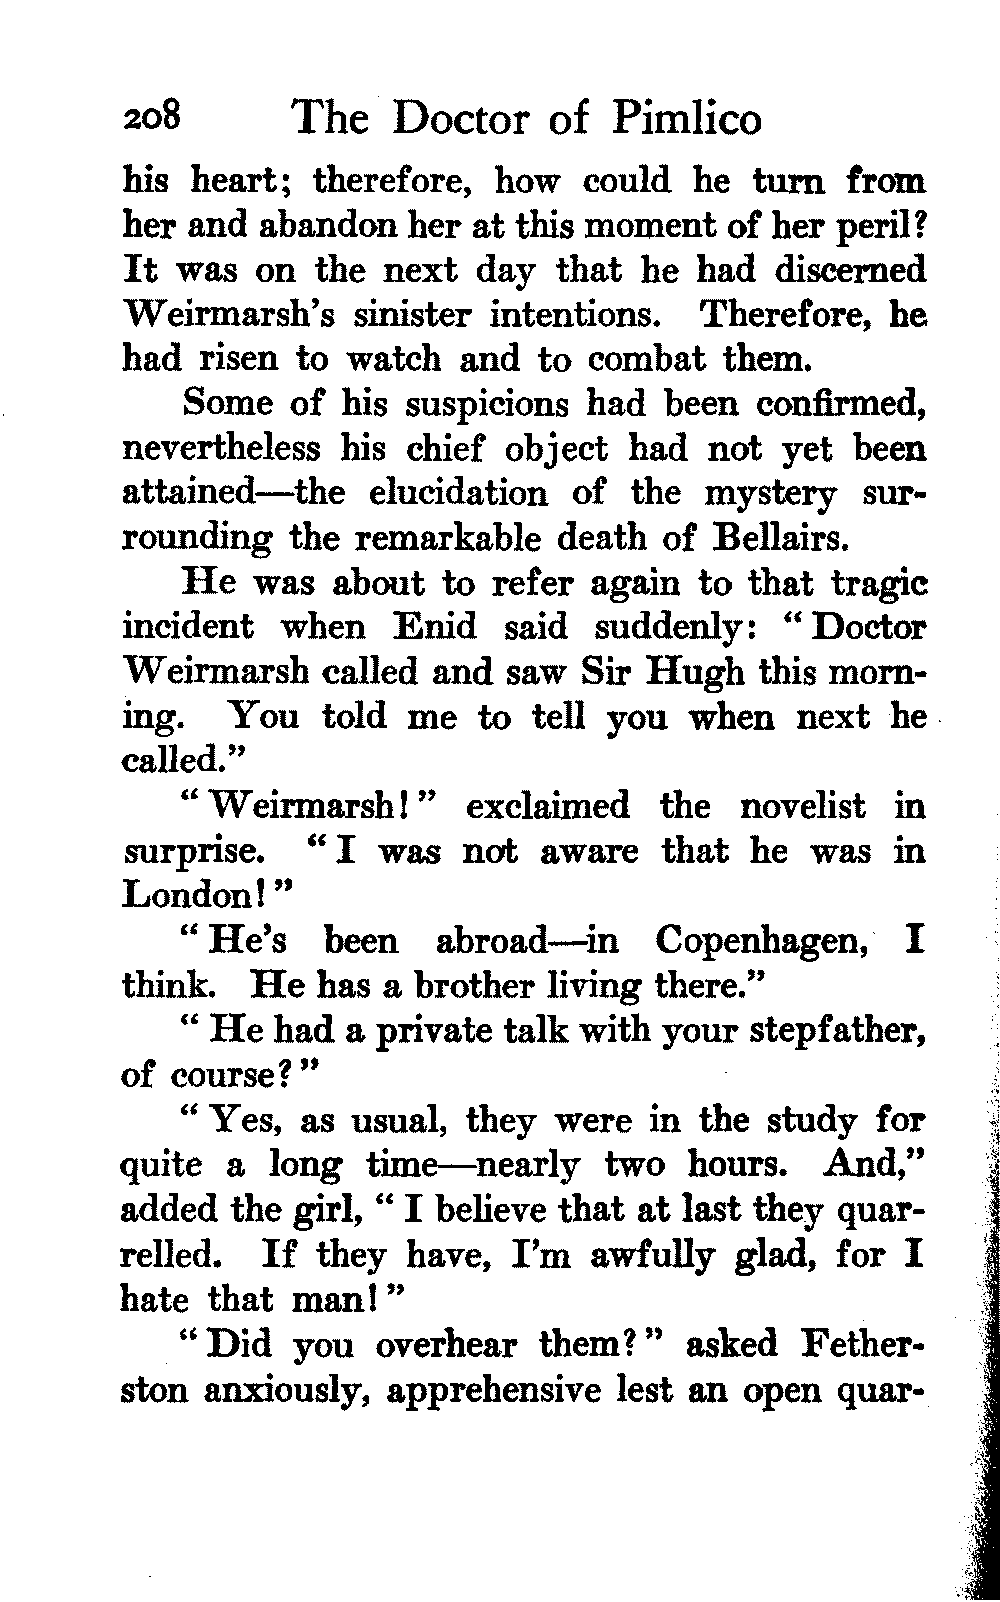 208 The Doctor of Pimlico
his heart; therefore, how could he turn from
her and abandon her at this moment of her peril?
It was on the next day that he had discerned
Weirmarsh's sinister intentions. Therefore, he
had risen to watch and to combat them.
Some of his suspicions had been confirmed,
nevertheless his chief object had not yet been
attained—the elucidation of the mystery sur-
rounding the remarkable death of Bellairs.
He was about to refer again to that tragic
incident when Enid said suddenly: “Doctor
Weirmarsh called and saw Sir Hugh this morn-
ing. You told me to tell you when next he
called.”
“Weirmarsh!” exclaimed the novelist in
surprise. “I was not aware that he was in
London!”
“He's been abroad—in Copenhagen, I
think. He has a brother living there.”
“He had a private talk with your stepfather,
of course?”
“Yes, as usual, they were in the study for
quite a long time—nearly two hours. And,”
added the girl, “I believe that at last they quar-
relled. If they have, I'm awfully glad, for I
hate that man!”
“Did you overhear them?” asked Fether-
ston anxiously, apprehensive lest an open quar-